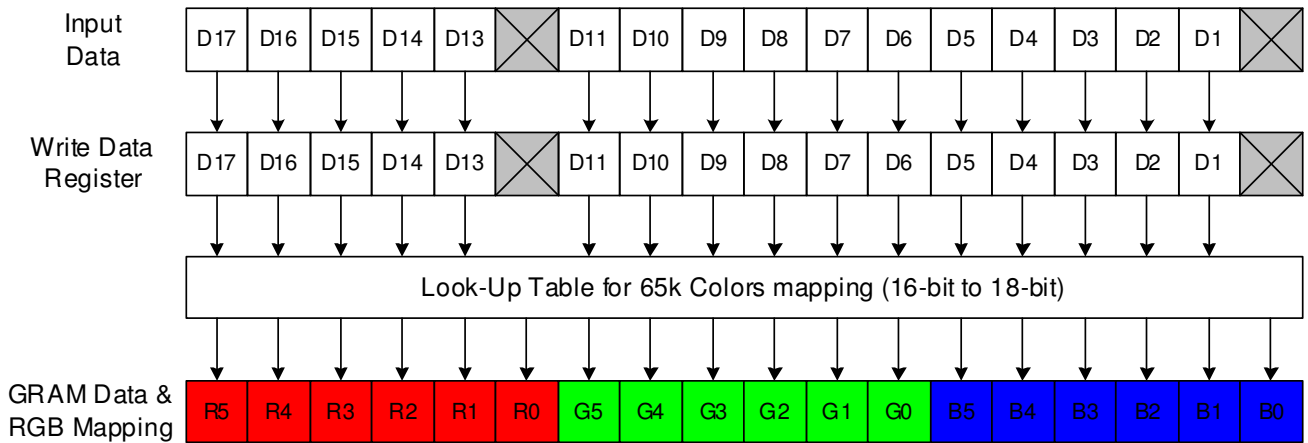 Input
Data
D17 D16 D15 D14 D13 D11 D10 D9 D8 D7 D6 D5 D4 D3 D2 D1
Write Data
Register
D17 D16 D15 D14 D13 D11 D10 D9 D8 D7 D6 D5 D4 D3 D2 D1
Look-Up Table for 65k Colors mapping (16-bit to 18-bit)
GRAM Data &
RGB Mapping
R5 R4 R3 R2 R1 R0 G5 G4 G3 G2 G1 G0 B5 B4 B3 B2 B1 B0